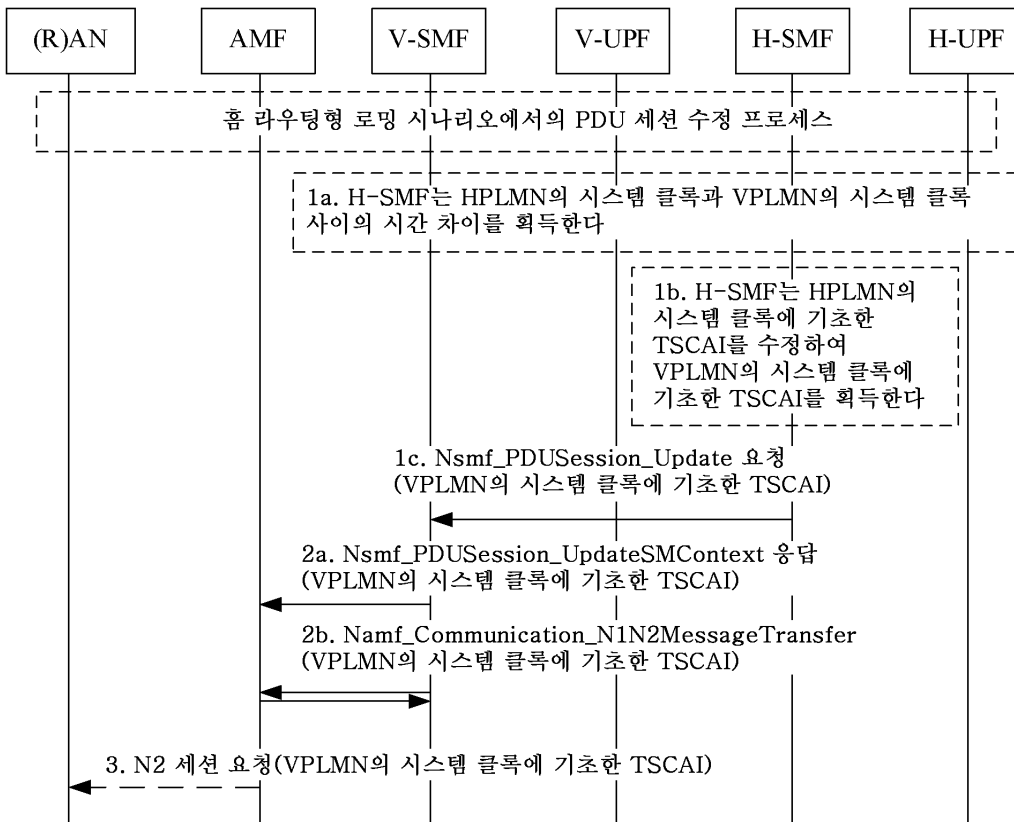 (R)AN
AMF
V-SMF
V-UPF
H-SMF
H-UPF
홈 라우팅형 로밍 시나리오에서의 PDU 세션 수정 프로세스
1a. H-SMF는 HPLMN의 시스템 클록과 VPLMN의 시스템 클록
사이의 시간 차이를 획득한다
1b. H-SMF는 HPLMN의
시스템 클록에 기초한
TSCAI를 수정하여
VPLMN의 시스템 클록에
기초한 TSCAI를 획득한다
1c. Nsmf_PDUSession_Update 요청
(VPLMN의 시스템 클록에 기초한 TSCAI)
2a. Nsmf_PDUSession_UpdateSMContext 응답
(VPLMN의 시스템 클록에 기초한 TSCAI)
2b. Namf_Communication_N1N2MessageTransfer
(VPLMN의 시스템 클록에 기초한 TSCAI)
3. N2 세션 요청(VPLMN의 시스템 클록에 기초한 TSCAI)